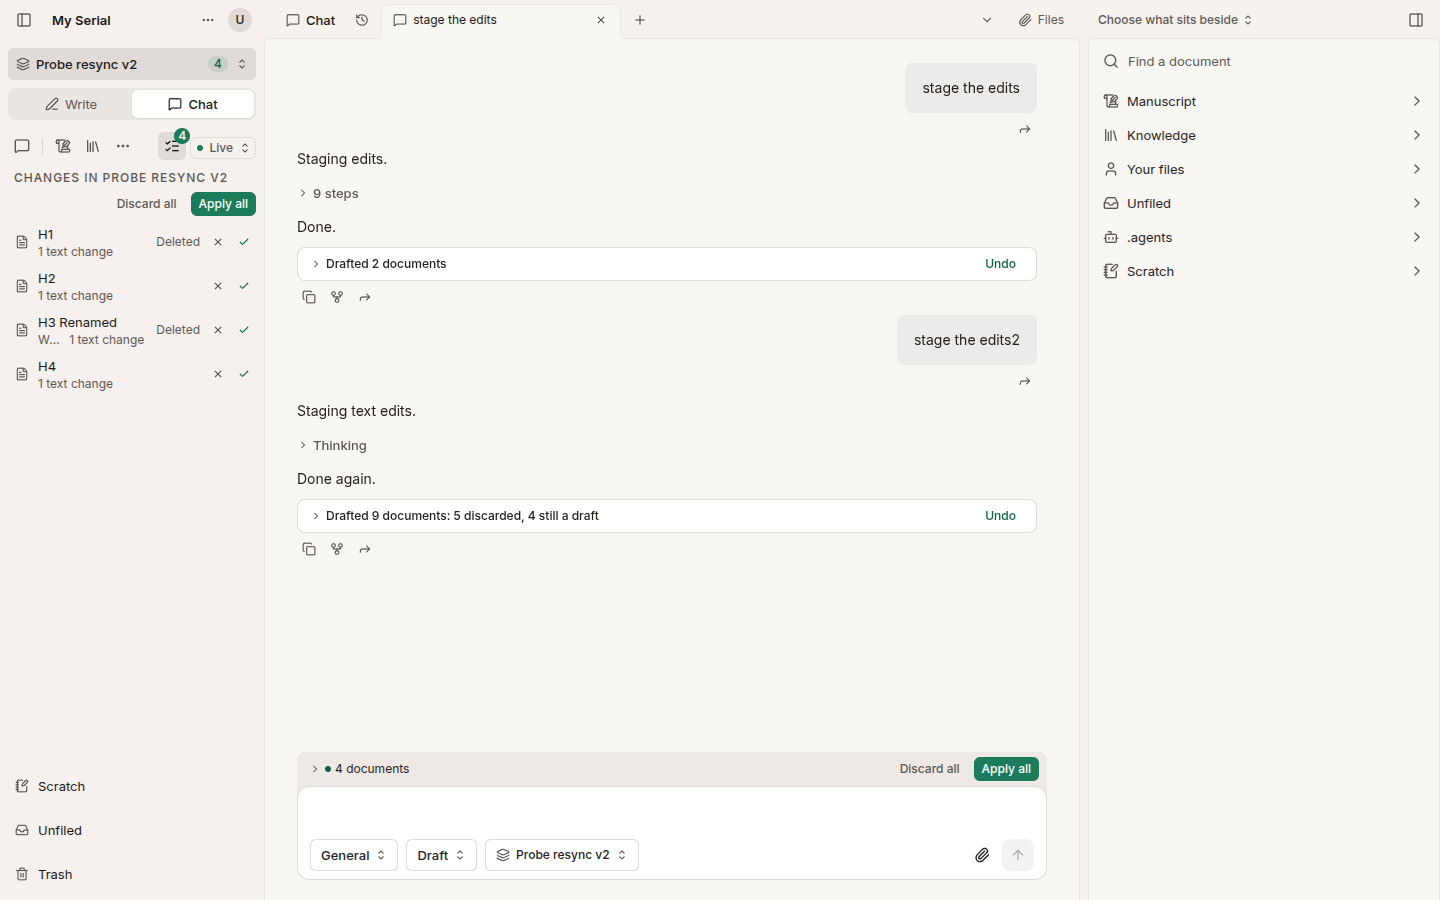 My Serial
U
Probe resync v2
4
Write
Chat
4
Live
CHANGES IN PROBE RESYNC V2
Discard all
Apply all
H1
1 text change
Deleted
H2
1 text change
H3 Renamed
W... 1 text change
Deleted
H4
1 text change
Scratch
Unfiled
Trash
Chat
stage the edits
Files
stage the edits
Staging edits.
9 steps
Done.
Drafted 2 documents
Undo
stage the edits2
Staging text edits.
Thinking
Done again.
Drafted 9 documents: 5 discarded, 4 still a draft
Undo
4 documents
Discard all
Apply all
General
Draft
Probe resync v2
Choose what sits beside
Find a document
Manuscript
Knowledge
Your files
Unfiled
.agents
Scratch